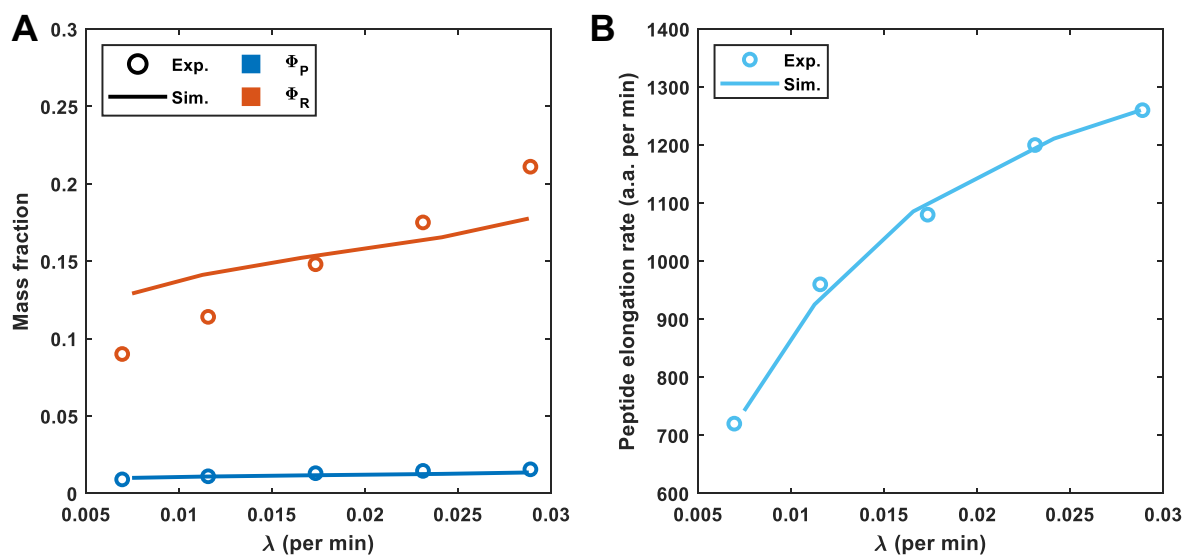 A
Mass fraction
0.3
0.25
0.2
0.15
0.1
0.05
0
Exp.
Φ_P
Sim.
Φ_R
0.005
0.01
0.015
0.02
0.025
0.03
λ (per min)
B
Peptide elongation rate (a.a. per min)
1400
1300
1200
1100
1000
900
800
700
600
Exp.
Sim.
0.005
0.01
0.015
0.02
0.025
0.03
λ (per min)